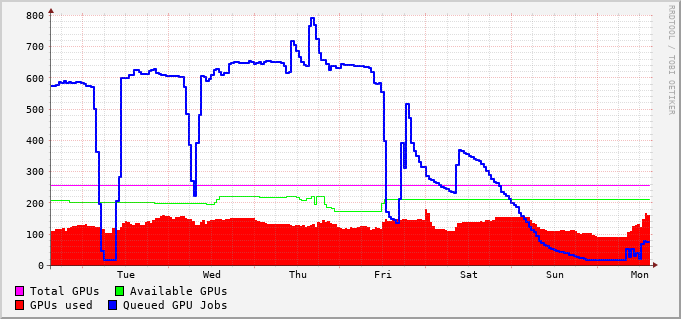 800
700
600
500
400
300
200
100
0
Tue Wed Thu Fri Sat Sun Mon
Total GPUs Available GPUs
GPUs used Queued GPU Jobs
RRDTOOL / TOBI OETIKER